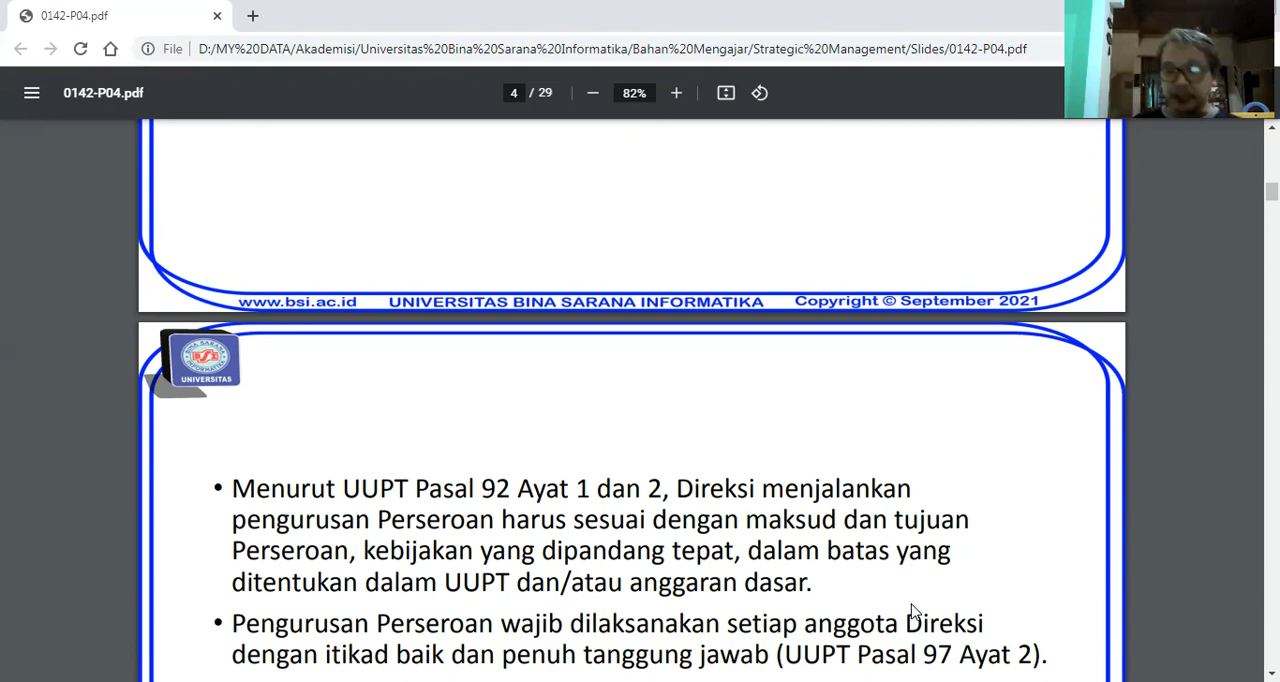 0142-P04.pdf
File D:/MY%20DATA/Akademisi/Universitas%20Bina%20Sarana%20Informatika/Bahan%20Mengajar/Strategic%20Management/Slides/0142-P04.pdf
0142-P04.pdf
4 / 29
82%
www.bsi.ac.id UNIVERSITAS BINA SARANA INFORMATIKA Copyright © September 2021
BINA SARANA
INFORMATIKA
UNIVERSITAS
• Menurut UUPT Pasal 92 Ayat 1 dan 2, Direksi menjalankan
pengurusan Perseroan harus sesuai dengan maksud dan tujuan
Perseroan, kebijakan yang dipandang tepat, dalam batas yang
ditentukan dalam UUPT dan/atau anggaran dasar.
• Pengurusan Perseroan wajib dilaksanakan setiap anggota Direksi
dengan itikad baik dan penuh tanggung jawab (UUPT Pasal 97 Ayat 2).